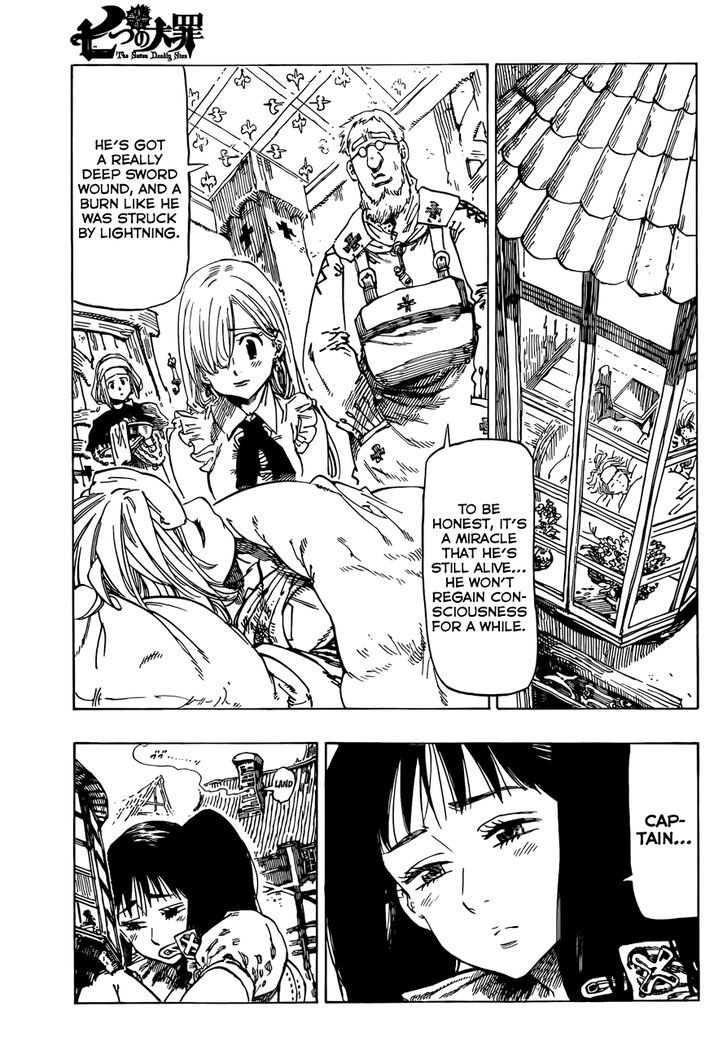 七つの大罪
The Seven Deadly Sins
HE'S GOT
A REALLY
DEEP SWORD
WOUND, AND A
BURN LIKE HE
WAS STRUCK
BY LIGHTNING.
TO BE
HONEST, IT'S
A MIRACLE
THAT HE'S
STILL ALIVE...
HE WON'T
REGAIN CON-
SCIOUSNESS
FOR A WHILE.
CAP-
TAIN...
LAND